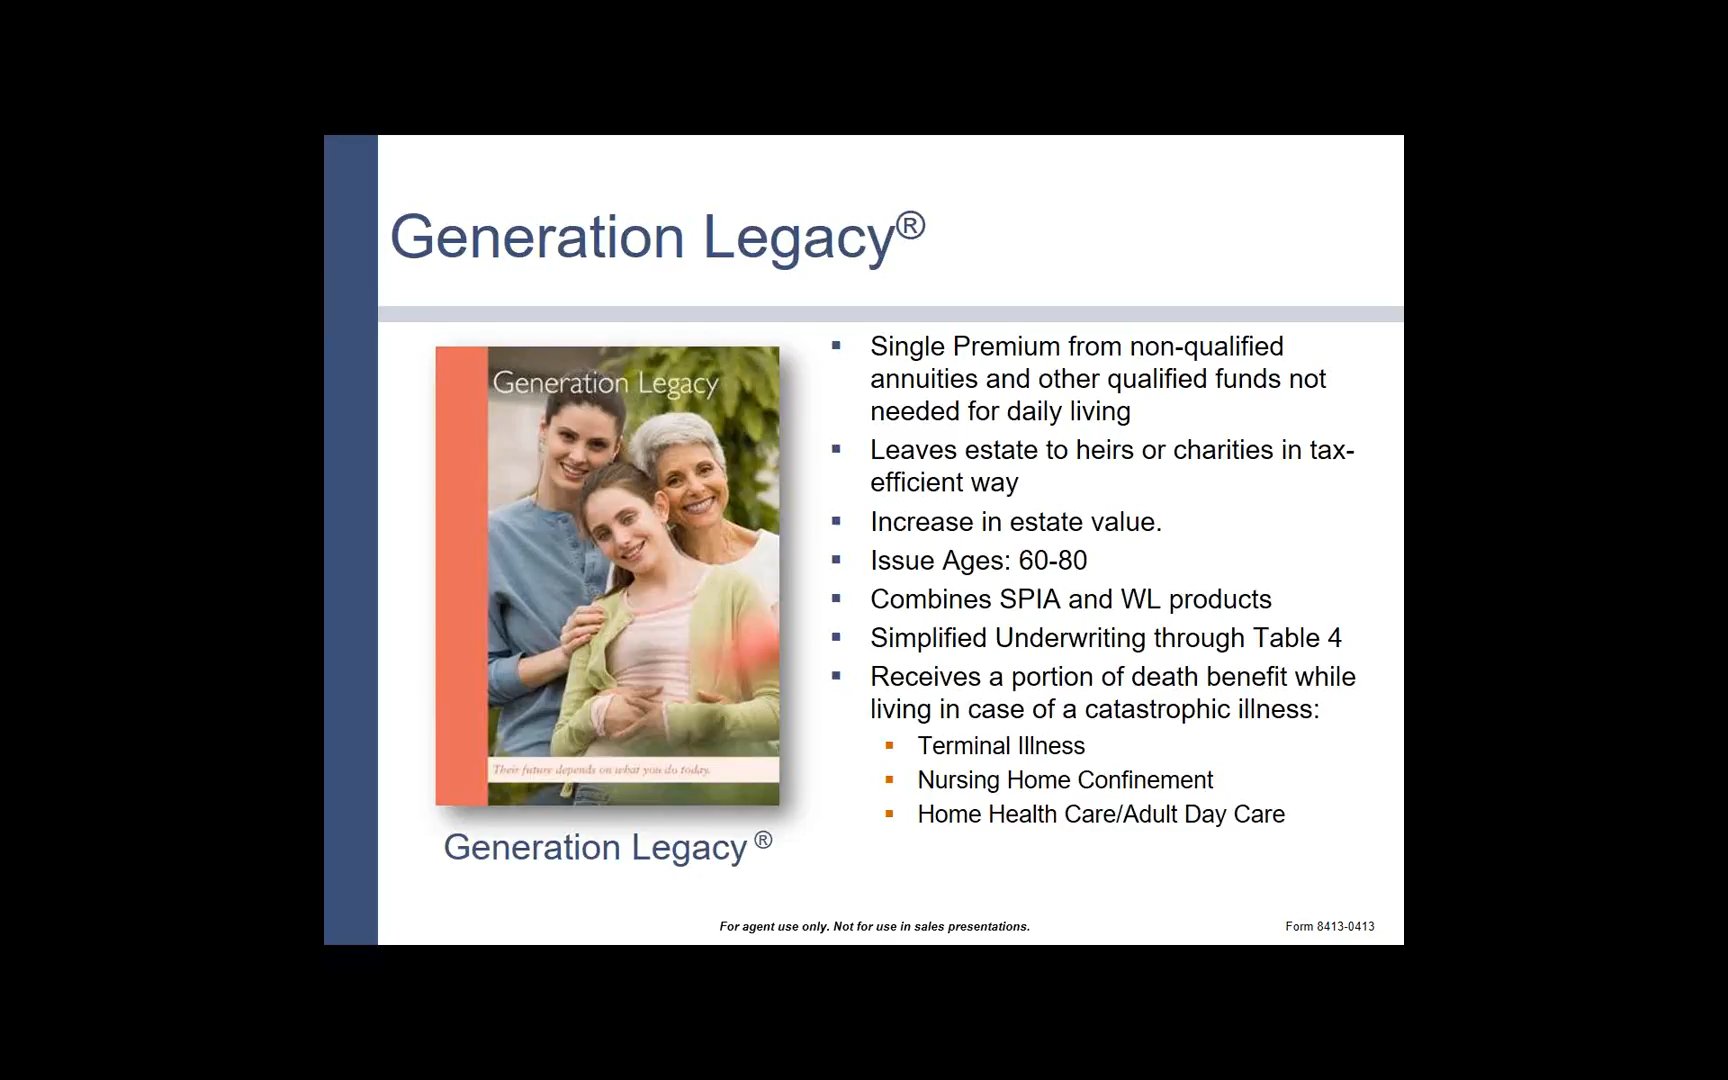 Generation Legacy®
Generation Legacy
Their future depends on what you do today.
Generation Legacy ®
Single Premium from non-qualified
annuities and other qualified funds not
needed for daily living
Leaves estate to heirs or charities in tax-
efficient way
Increase in estate value.
Issue Ages: 60-80
Combines SPIA and WL products
Simplified Underwriting through Table 4
Receives a portion of death benefit while
living in case of a catastrophic illness:
Terminal Illness
Nursing Home Confinement
Home Health Care/Adult Day Care
For agent use only. Not for use in sales presentations.
Form 8413-0413